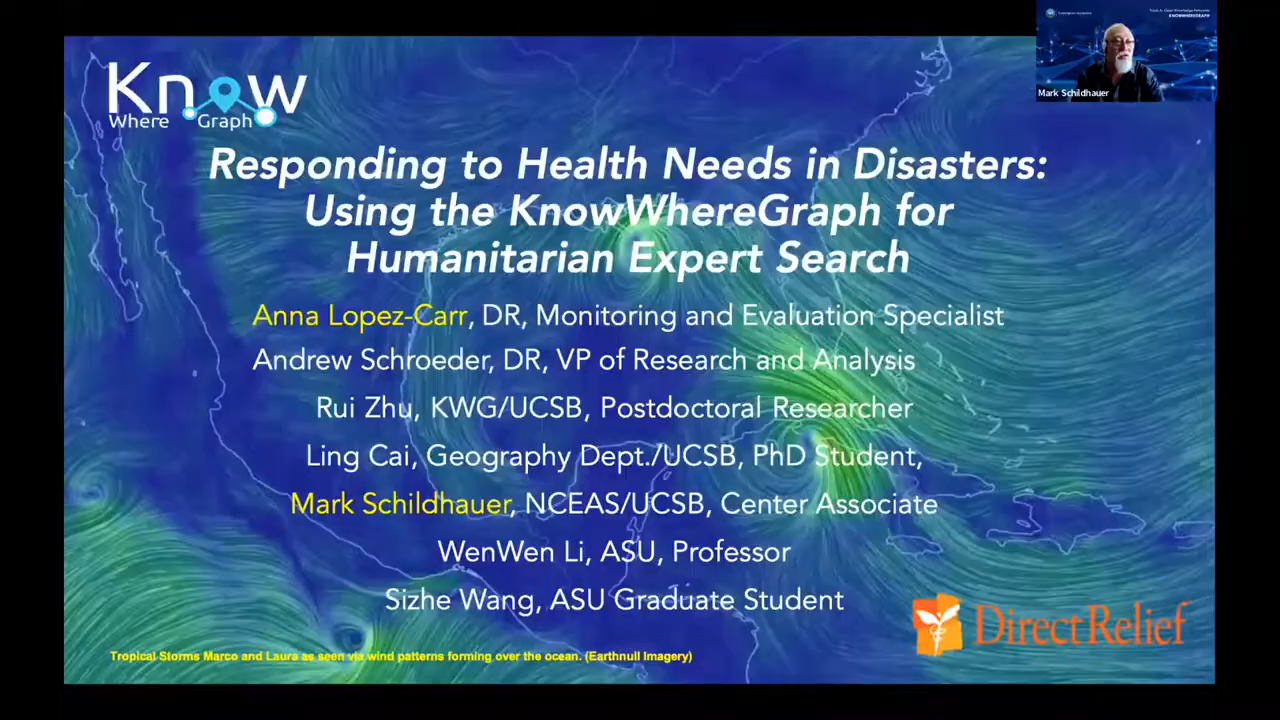 Know
Where Graph
Mark Schildhauer
Responding to Health Needs in Disasters:
Using the KnowWhereGraph for
Humanitarian Expert Search
Anna Lopez-Carr, DR, Monitoring and Evaluation Specialist
Andrew Schroeder, DR, VP of Research and Analysis
Rui Zhu, KWG/UCSB, Postdoctoral Researcher
Ling Cai, Geography Dept./UCSB, PhD Student,
Mark Schildhauer, NCEAS/UCSB, Center Associate
WenWen Li, ASU, Professor
Sizhe Wang, ASU Graduate Student
DirectRelief
Tropical Storms Marco and Laura as seen via wind patterns forming over the ocean. (Earthnull Imagery)